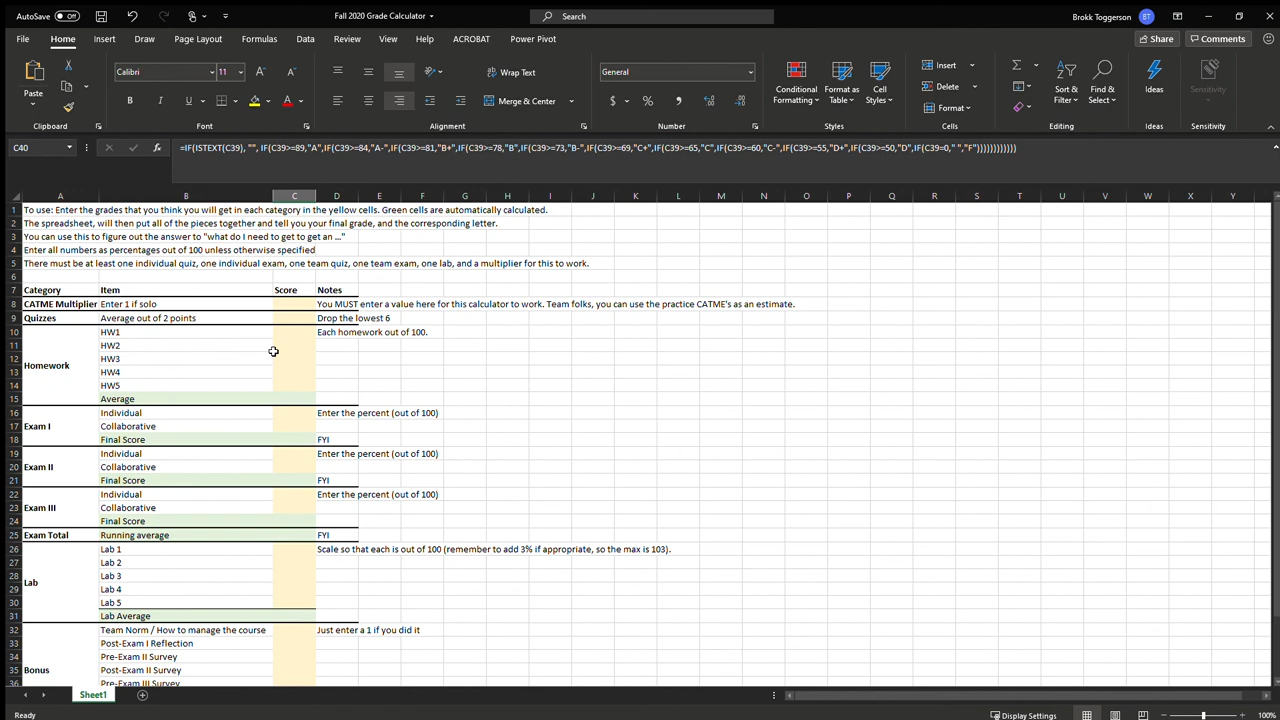 AutoSave Off Fall 2020 Grade Calculator Search Brokk Toggerson BT
File Home Insert Draw Page Layout Formulas Data Review View Help ACROBAT Power Pivot Share Comments
Paste Calibri 11 Wrap Text General Conditional Formatting Format as Table Cell Styles Insert Sort & Filter Find & Select Ideas Sensitivity
B I U A Merge & Center $ % Delete Format
Clipboard Font Alignment Number Styles Cells Editing Ideas Sensitivity
C40 fx =IF(ISTEXT(C39), "", IF(C39>=89,"A",IF(C39>=84,"A-",IF(C39>=81,"B+",IF(C39>=78,"B",IF(C39>=73,"B-",IF(C39>=69,"C+",IF(C39>=65,"C",IF(C39>=60,"C-",IF(C39>=55,"D+",IF(C39>=50,"D",IF(C39=0," ","F"))))))))))))
A B C D E F G H I J K L M N O P Q R S T U V W X Y
1 To use: Enter the grades that you think you will get in each category in the yellow cells. Green cells are automatically calculated.
2 The spreadsheet, will then put all of the pieces together and tell you your final grade, and the corresponding letter.
3 You can use this to figure out the answer to "what do I need to get to get an ..."
4 Enter all numbers as percentages out of 100 unless otherwise specified
5 There must be at least one individual quiz, one individual exam, one team quiz, one team exam, one lab, and a multiplier for this to work.
6
7 Category Item Score Notes
8 CATME Multiplier Enter 1 if solo You MUST enter a value here for this calculator to work. Team folks, you can use the practice CATME's as an estimate.
9 Quizzes Average out of 2 points Drop the lowest 6
10 HW1 Each homework out of 100.
11 HW2
12 Homework HW3
13 HW4
14 HW5
15 Average
16 Individual Enter the percent (out of 100)
17 Exam I Collaborative
18 Final Score FYI
19 Individual Enter the percent (out of 100)
20 Exam II Collaborative
21 Final Score FYI
22 Individual Enter the percent (out of 100)
23 Exam III Collaborative
24 Final Score
25 Exam Total Running average FYI
26 Lab 1 Scale so that each is out of 100 (remember to add 3% if appropriate, so the max is 103).
27 Lab 2
28 Lab Lab 3
29 Lab 4
30 Lab 5
31 Lab Average
32 Team Norm / How to manage the course Just enter a 1 if you did it
33 Post-Exam I Reflection
34 Pre-Exam II Survey
35 Bonus Post-Exam II Survey
36 Pre-Exam III Survey
Sheet1
Ready Display Settings 100%